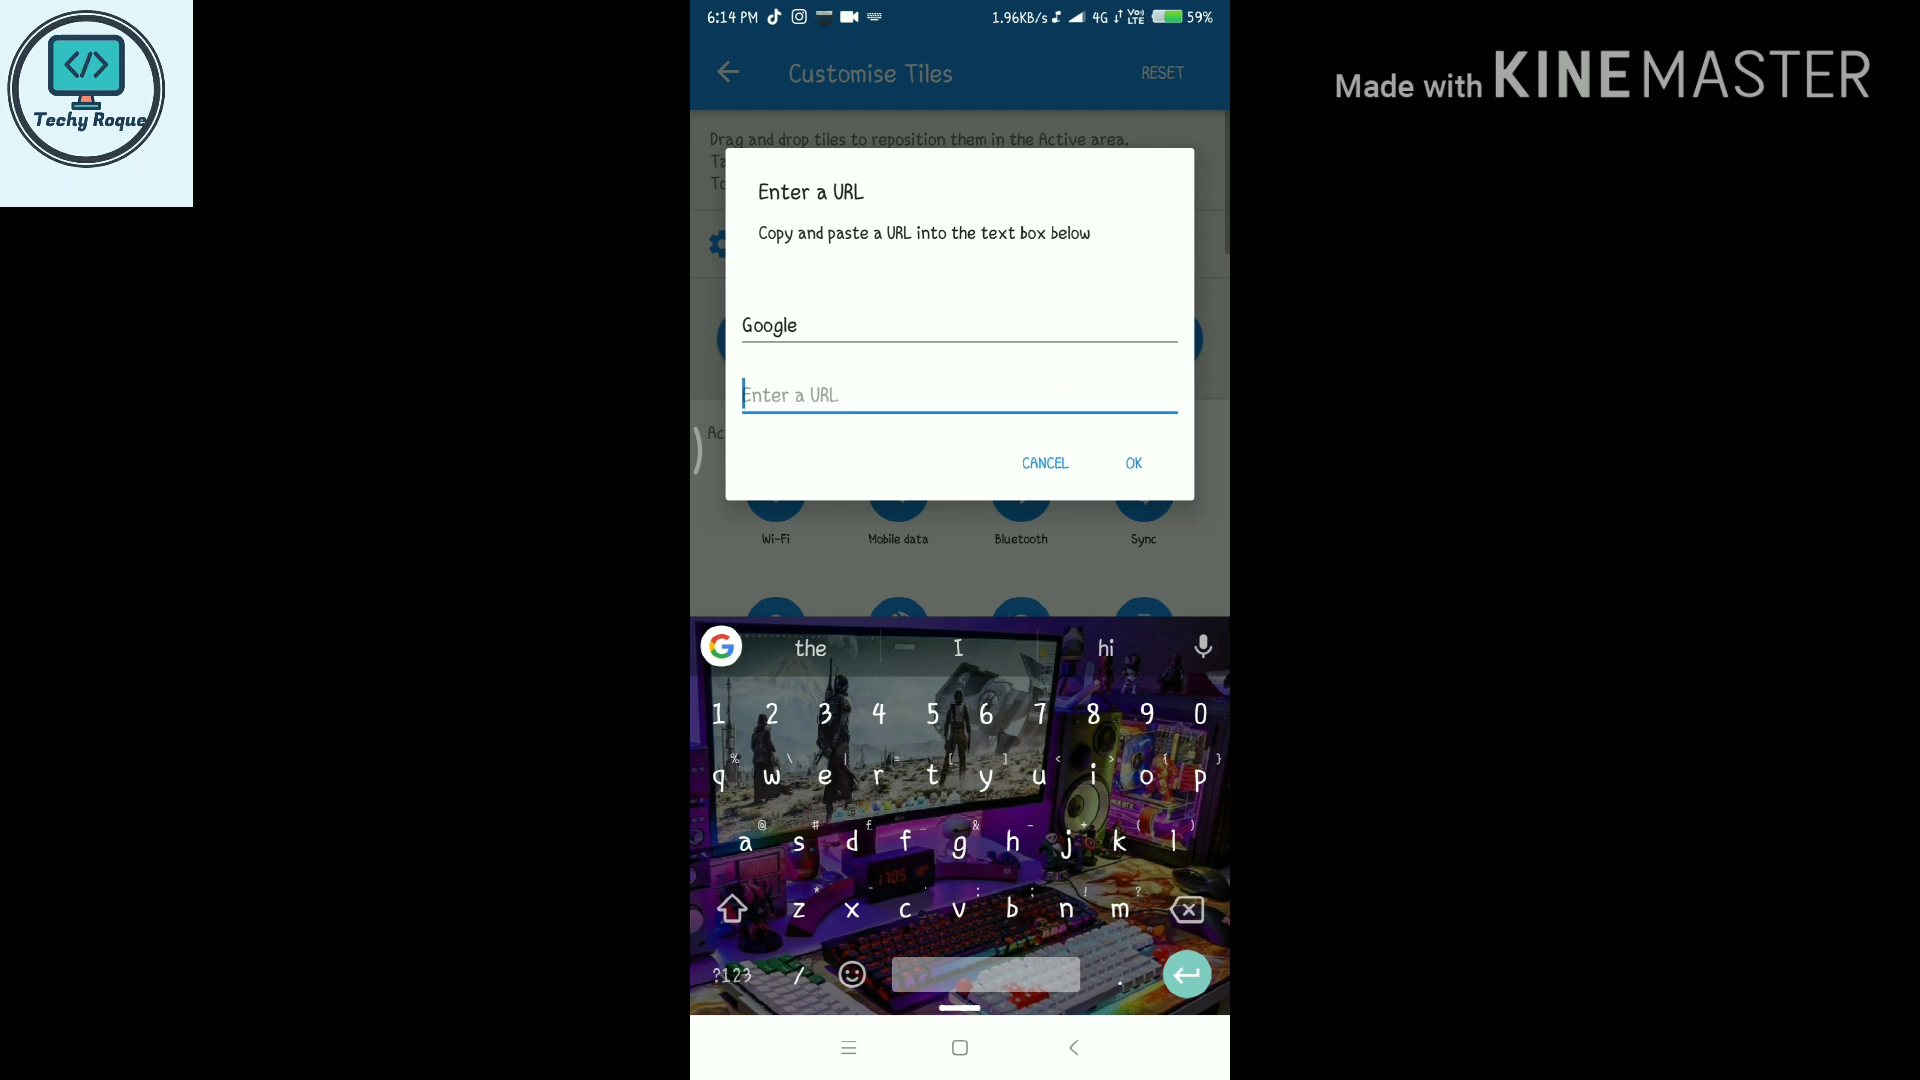 Techy Roque
Made with KINEMASTER
6:14 PM 1.96KB/s 4G VoLTE 59%
Customise Tiles RESET
Drag and drop tiles to reposition them in the Active area.
Enter a URL
Copy and paste a URL into the text box below
Google
Enter a URL
CANCEL OK
Wi-Fi Mobile data Bluetooth Sync
the I hi
1 2 3 4 5 6 7 8 9 0
% \ | = [ ] < > { }
q w e r t y u i o p
@ # £ _ & - + ( )
a s d f g h j k l
* " ' : ; ! ?
z x c v b n m
?123 / .